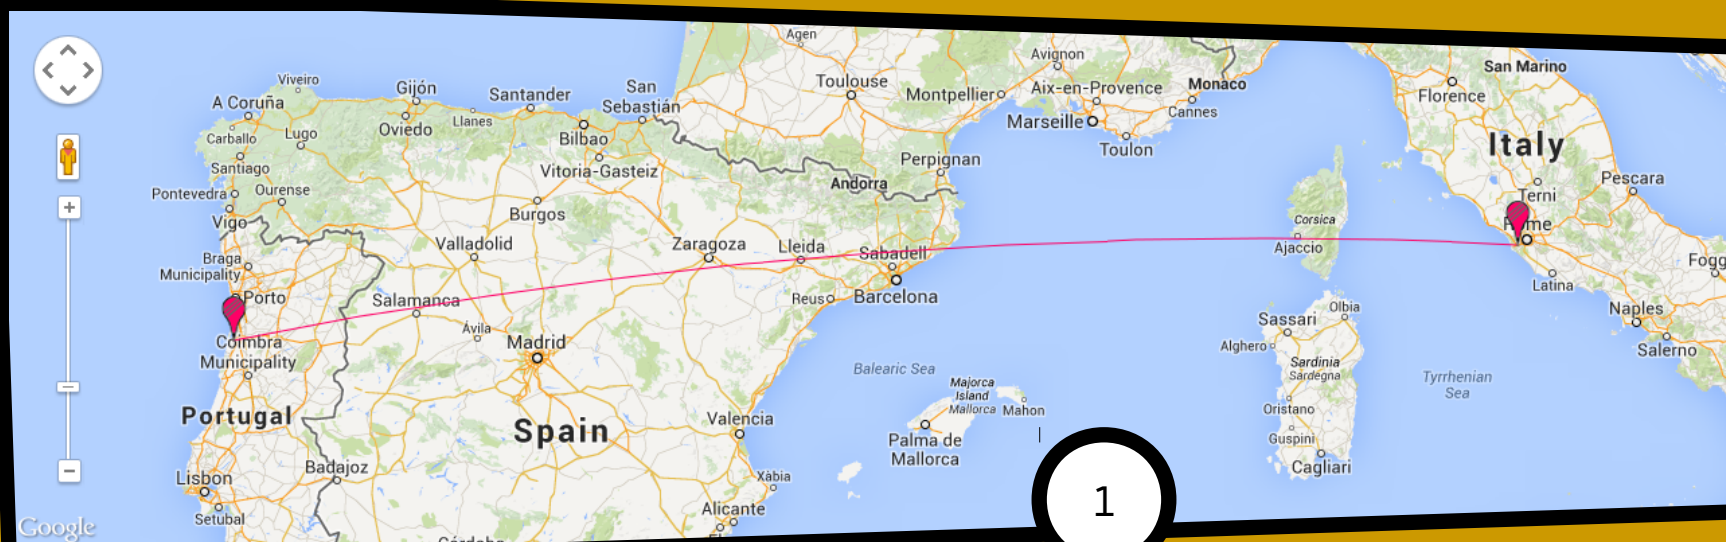 Agen
Avignon
San Marino
Viveiro
Gijón
Santander
San
Sebastián
Toulouse
Montpellier
Aix-en-Provence
Monaco
Florence
A Coruña
Oviedo
Llanes
Bilbao
Marseille
Cannes
Carballo
Lugo
Toulon
Italy
Santiago
Vitoria-Gasteiz
Perpignan
Andorra
Pescara
Pontevedra
Ourense
Terni
Burgos
Vigo
Corsica
Rome
Valladolid
Zaragoza
Lleida
Sabadell
Ajaccio
Braga
Municipality
Fogg
Porto
Salamanca
Reus
Barcelona
Latina
Olbia
Naples
Sassari
Ávila
Coimbra
Municipality
Madrid
Alghero
Salerno
Balearic Sea
Sardinia
Sardegna
Tyrrhenian
Sea
Majorca
Island
Mallorca
Mahon
Oristano
Portugal
Spain
Valencia
Palma de
Mallorca
Guspini
Cagliari
Lisbon
Badajoz
Xàbia
Setubal
Alicante
1
Google